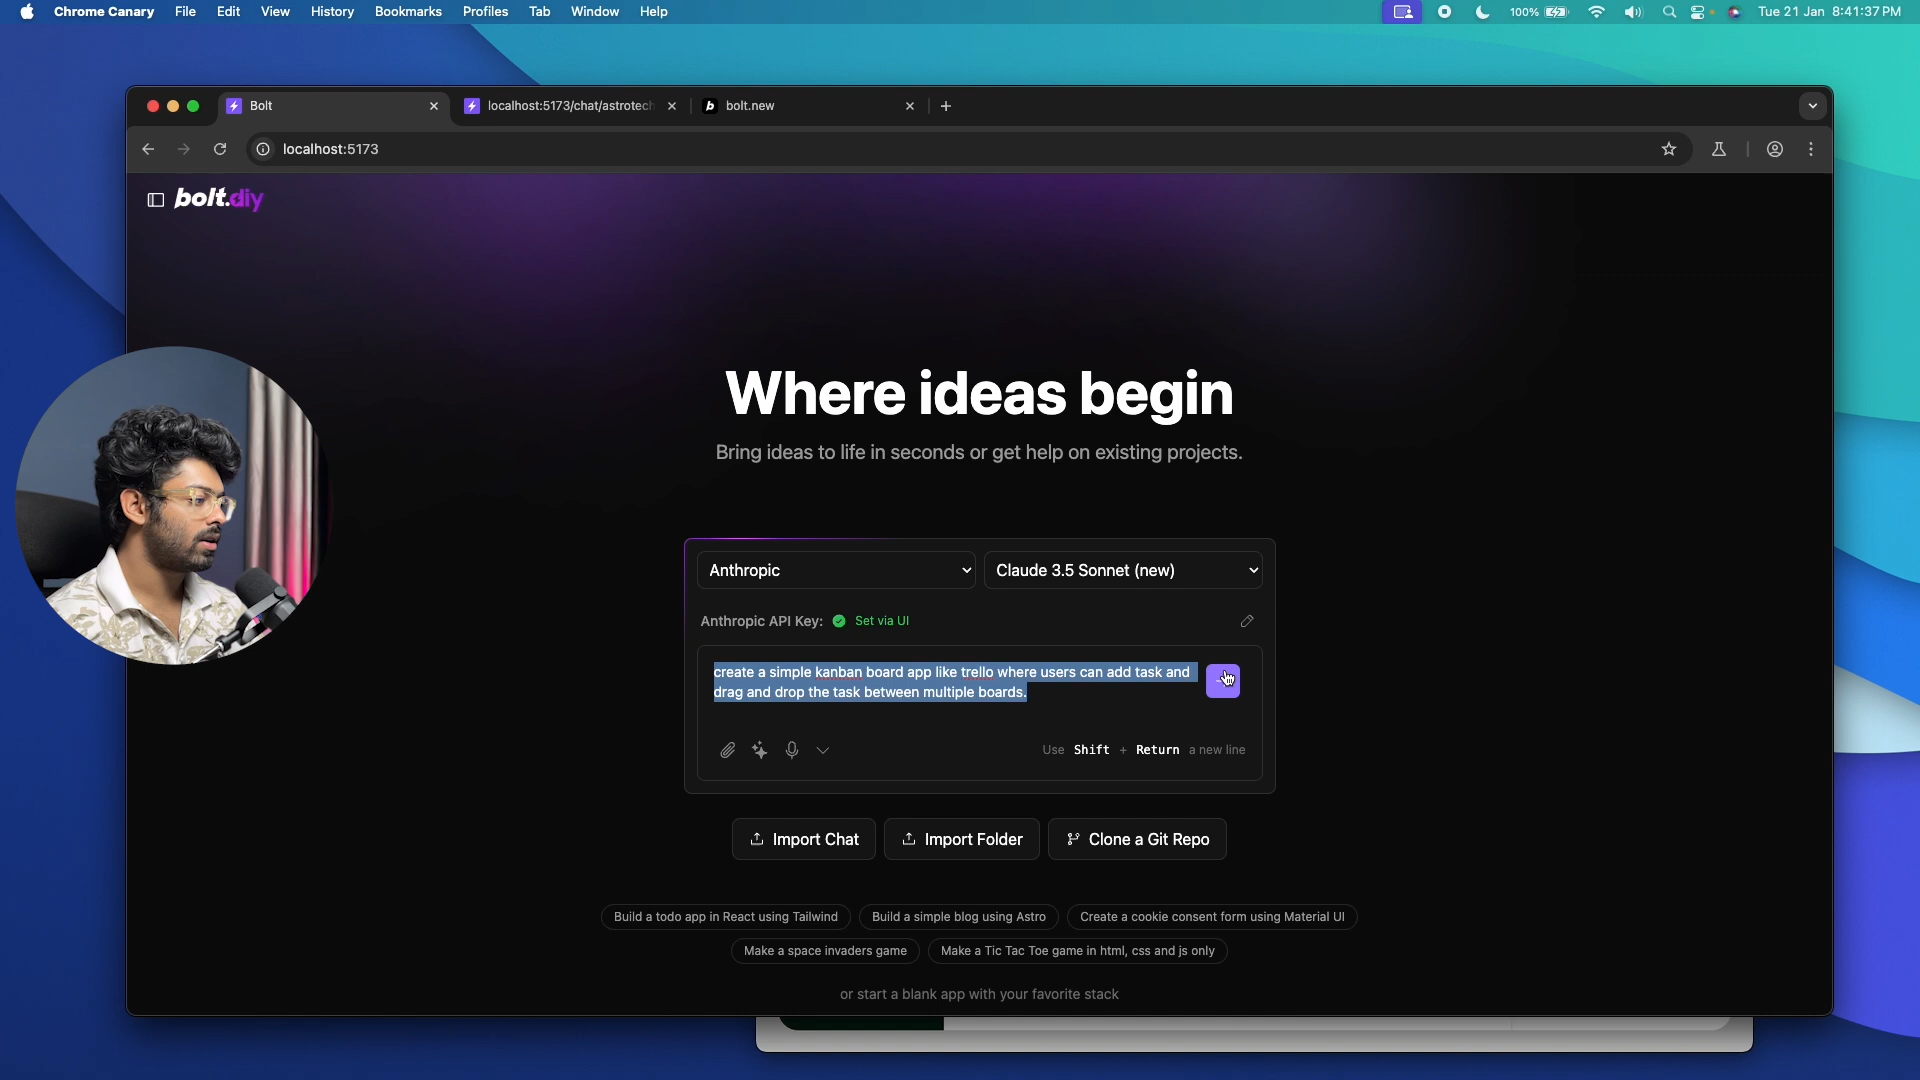 Chrome Canary File Edit View History Bookmarks Profiles Tab Window Help 100% Tue 21 Jan 8:41:37 PM
Bolt localhost:5173/chat/astrotech bolt.new
localhost:5173
bolt.diy
Where ideas begin
Bring ideas to life in seconds or get help on existing projects.
Anthropic Claude 3.5 Sonnet (new)
Anthropic API Key: Set via UI
create a simple kanban board app like trello where users can add task and
drag and drop the task between multiple boards.
Use Shift + Return a new line
Import Chat Import Folder Clone a Git Repo
Build a todo app in React using Tailwind Build a simple blog using Astro Create a cookie consent form using Material UI
Make a space invaders game Make a Tic Tac Toe game in html, css and js only
or start a blank app with your favorite stack